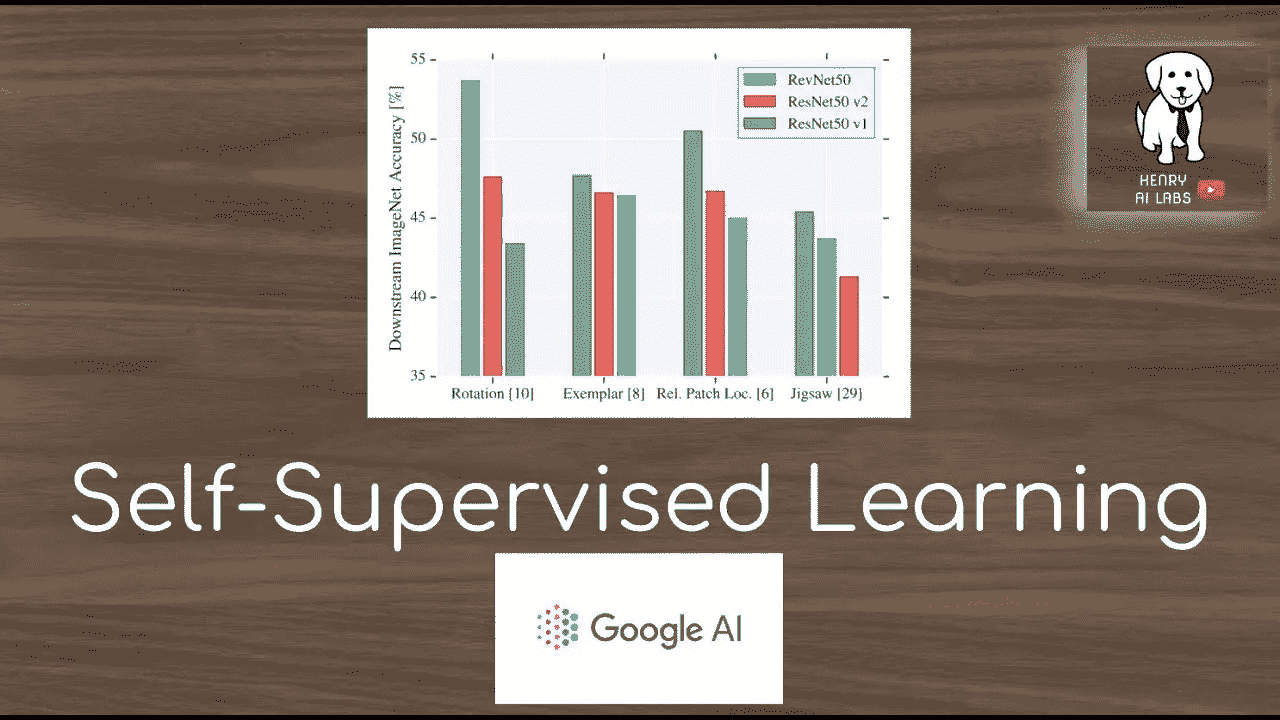 55
50
45
40
35
Downstream ImageNet Accuracy [%]
RevNet50
ResNet50 v2
ResNet50 v1
Rotation [10] Exemplar [8] Rel. Patch Loc. [6] Jigsaw [29]
HENRY
AI LABS
Self-Supervised Learning
Google AI